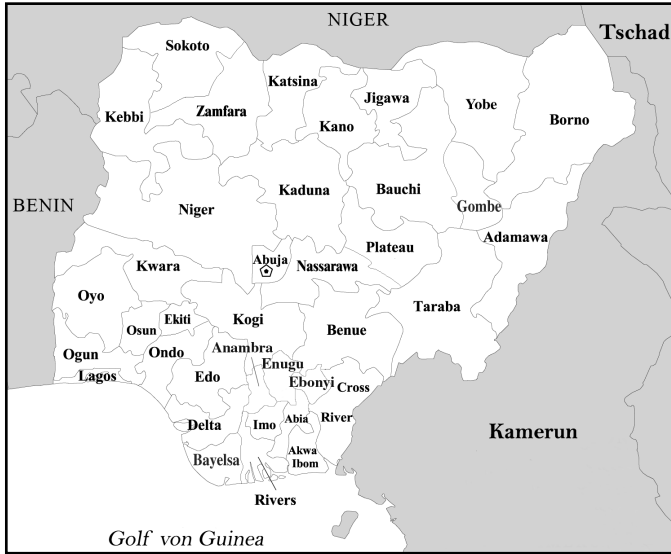 NIGER
Tschad
Sokoto
Katsina
Jigawa
Yobe
Kebbi
Zamfara
Kano
Borno
BENIN
Niger
Kaduna
Bauchi
Gombe
Adamawa
Plateau
Abuja
Nassarawa
Kwara
Oyo
Taraba
Osun
Ekiti
Kogi
Benue
Ogun
Ondo
Anambra
Enugu
Lagos
Edo
Ebonyi
Cross
River
Delta
Imo
Abia
Bayelsa
Akwa
Ibom
Kamerun
Rivers
Golf von Guinea